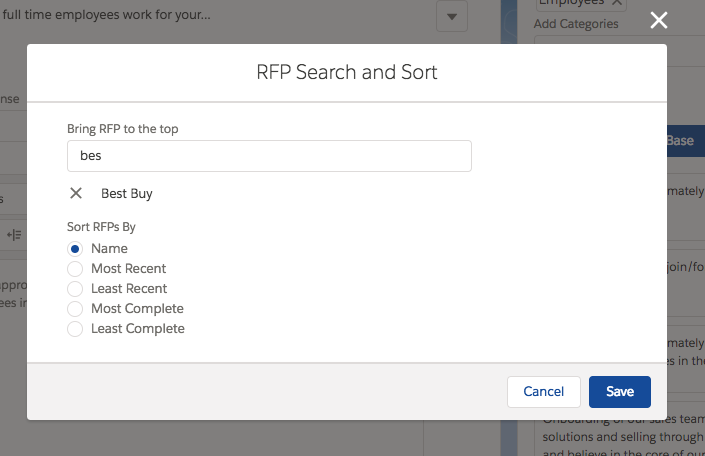 full time employees work for your...
Employees
Add Categories
RFP Search and Sort
nse
Bring RFP to the top
bes
Base
Best Buy
mately
s
Sort RFPs By
Name
Most Recent
join/fo
Least Recent
appro
ees in
Most Complete
Least Complete
mately
es in the
Cancel
Save
Onboarding of our sales team
solutions and selling through
and believe in the core of our